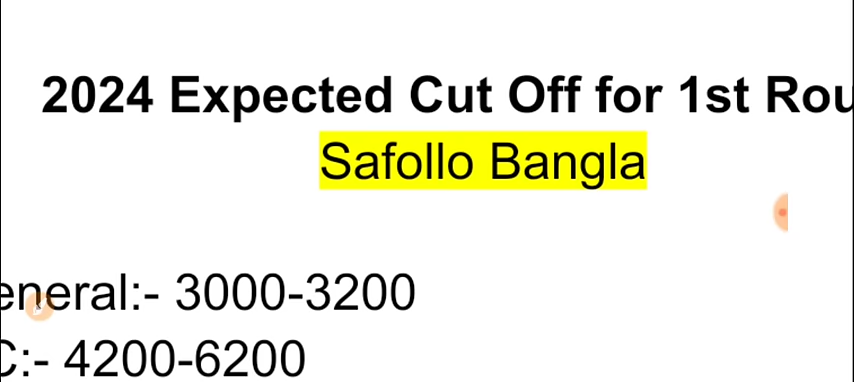 2024 Expected Cut Off for 1st Rou
Safollo Bangla
eneral:- 3000-3200
C:- 4200-6200